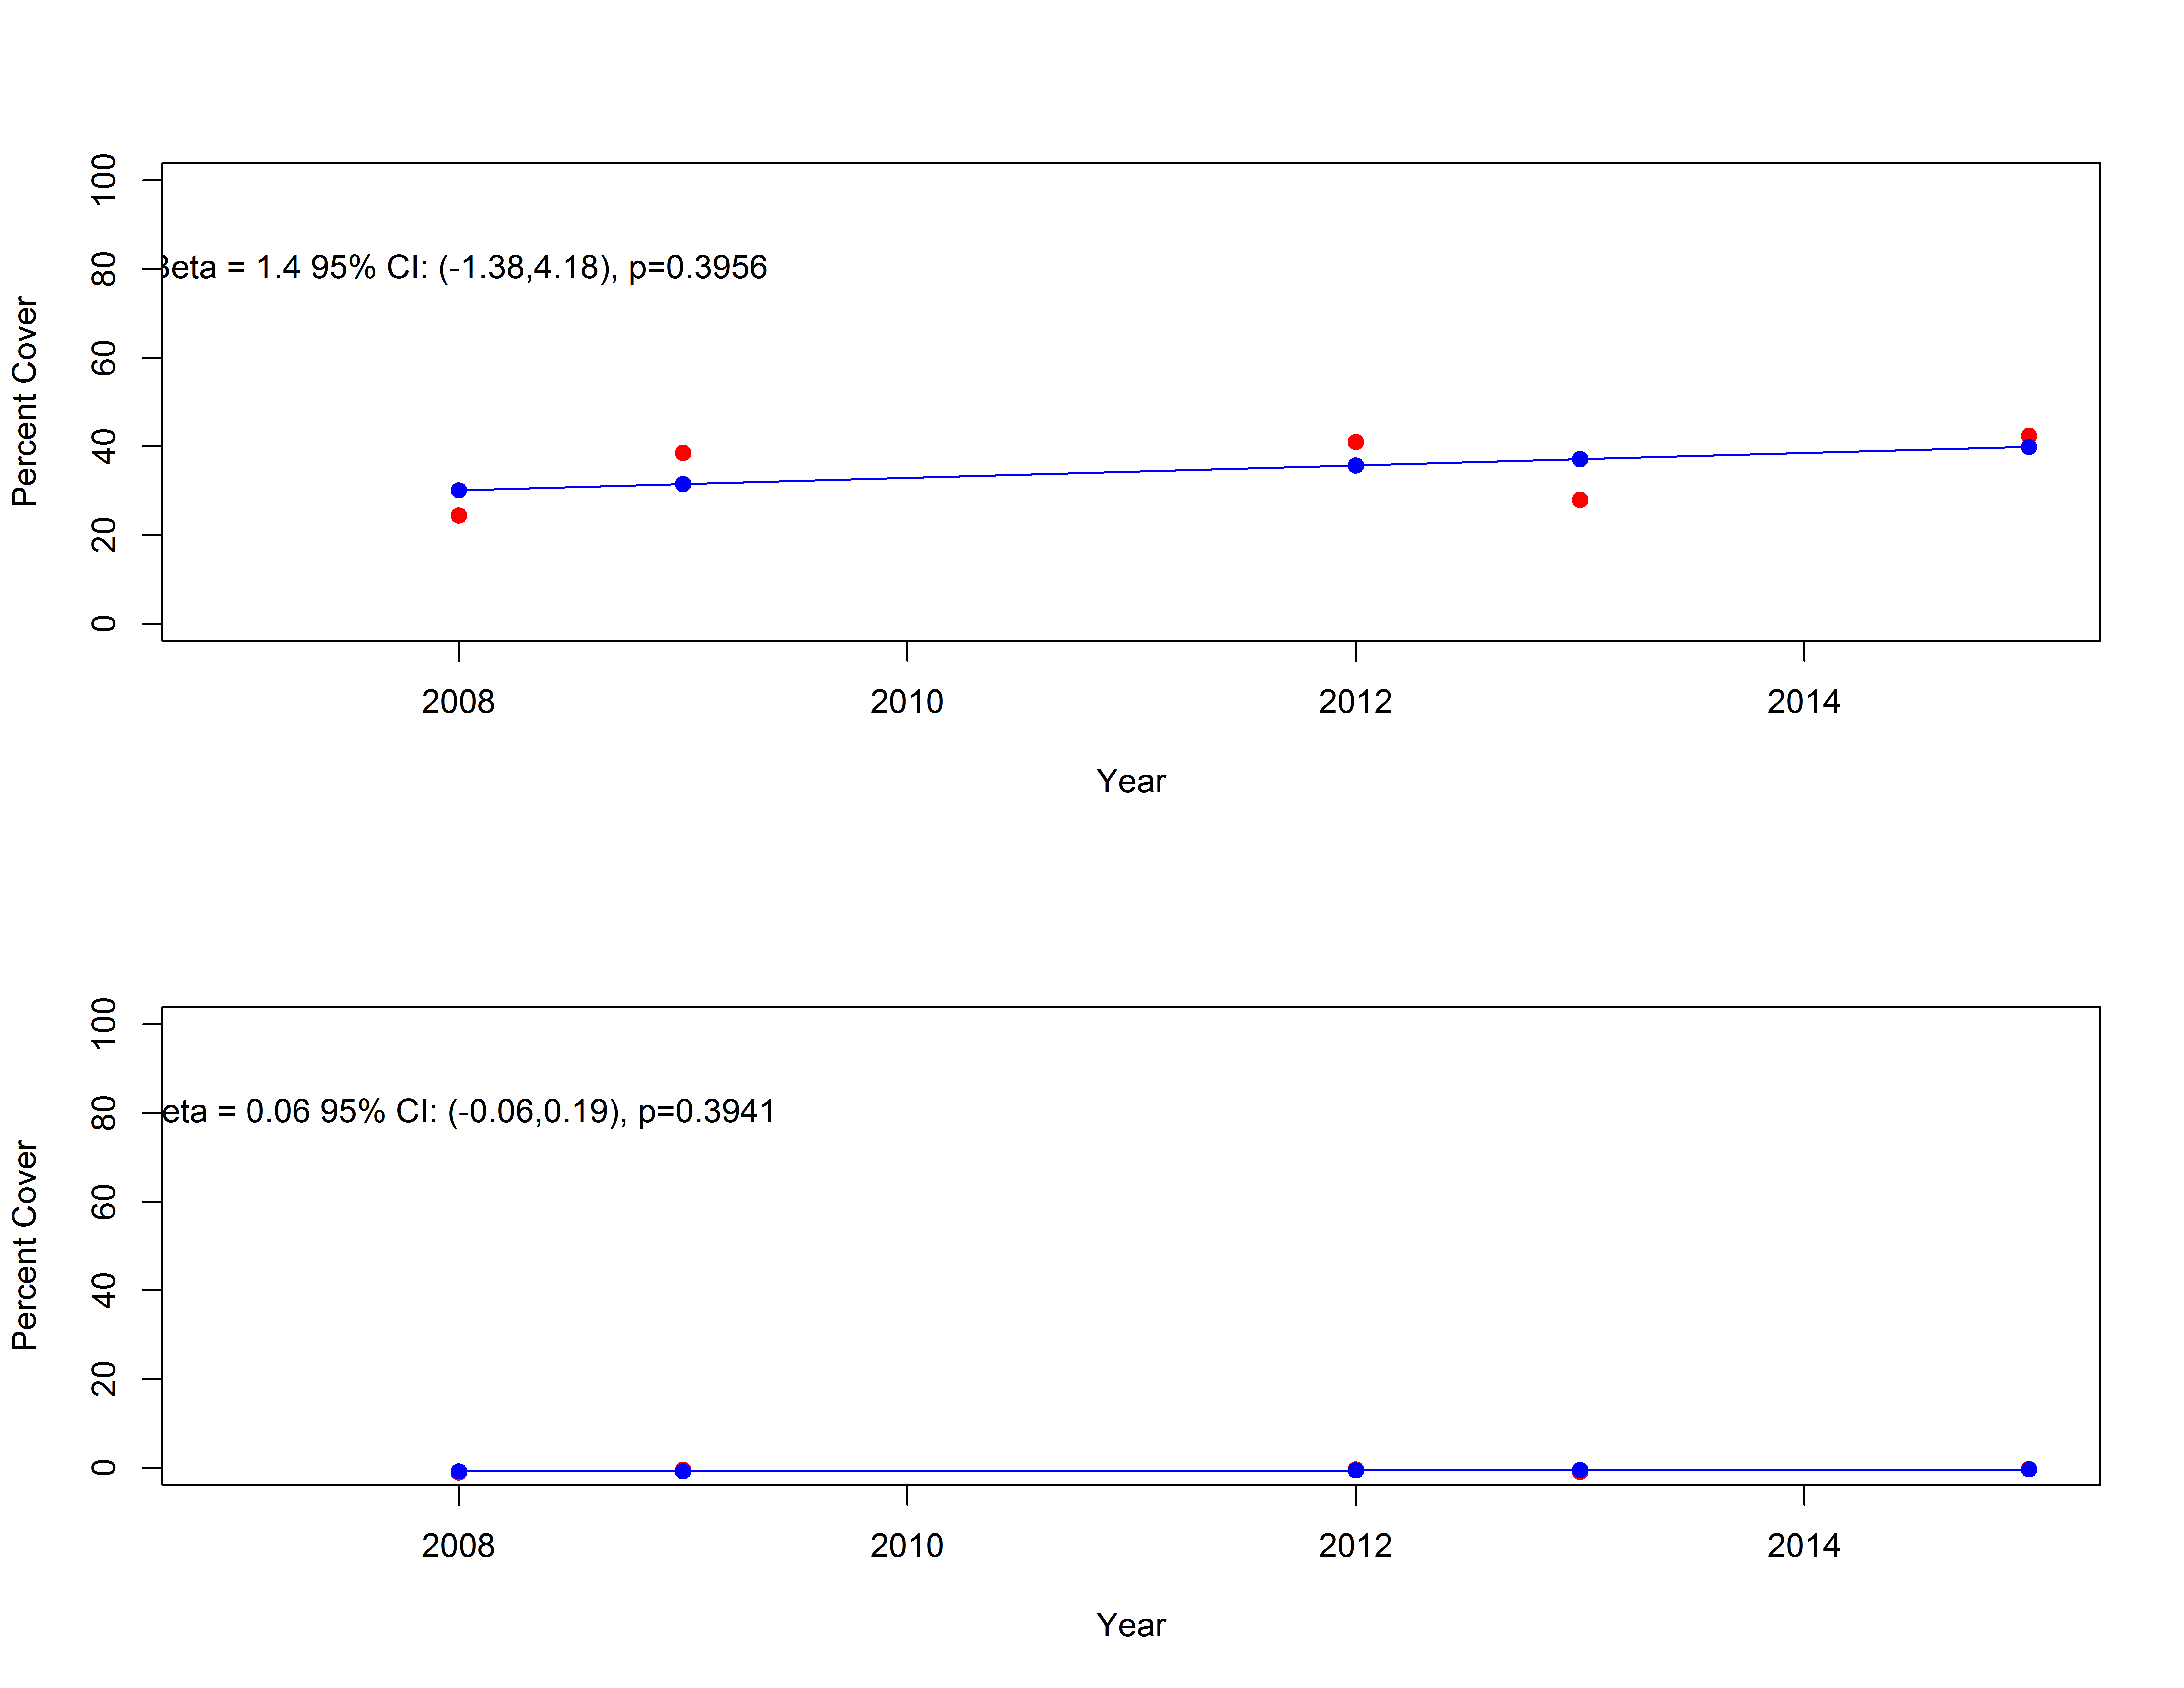 100
80
60
40
20
0
Percent Cover
Beta = 1.4 95% CI: (-1.38,4.18), p=0.3956
2008 2010 2012 2014
Year
100
80
60
40
20
0
Percent Cover
eta = 0.06 95% CI: (-0.06,0.19), p=0.3941
2008 2010 2012 2014
Year